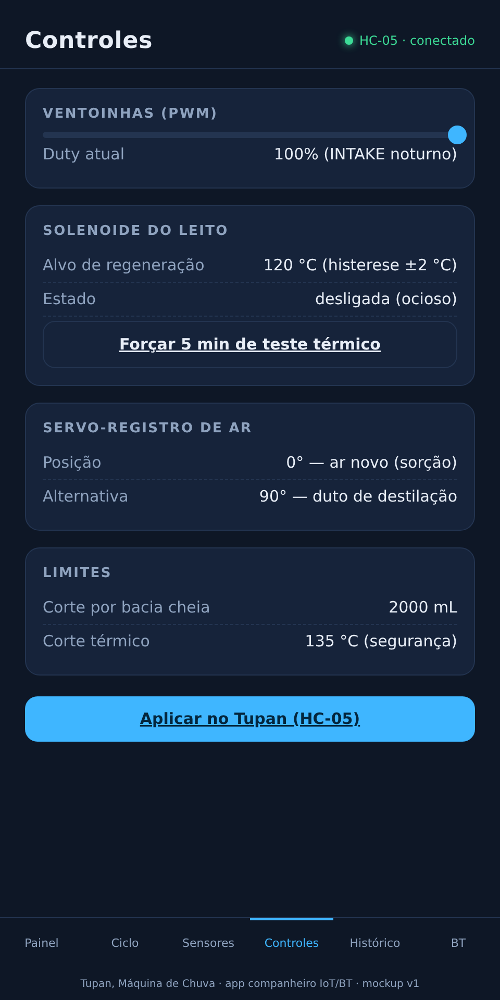 Controles
HC-05 · conectado
VENTOINHAS (PWM)
Duty atual 100% (INTAKE noturno)
SOLENOIDE DO LEITO
Alvo de regeneração 120 °C (histerese ±2 °C)
Estado desligada (ocioso)
Forçar 5 min de teste térmico
SERVO-REGISTRO DE AR
Posição 0° — ar novo (sorção)
Alternativa 90° — duto de destilação
LIMITES
Corte por bacia cheia 2000 mL
Corte térmico 135 °C (segurança)
Aplicar no Tupan (HC-05)
Painel Ciclo Sensores Controles Histórico BT
Tupan, Máquina de Chuva · app companheiro IoT/BT · mockup v1